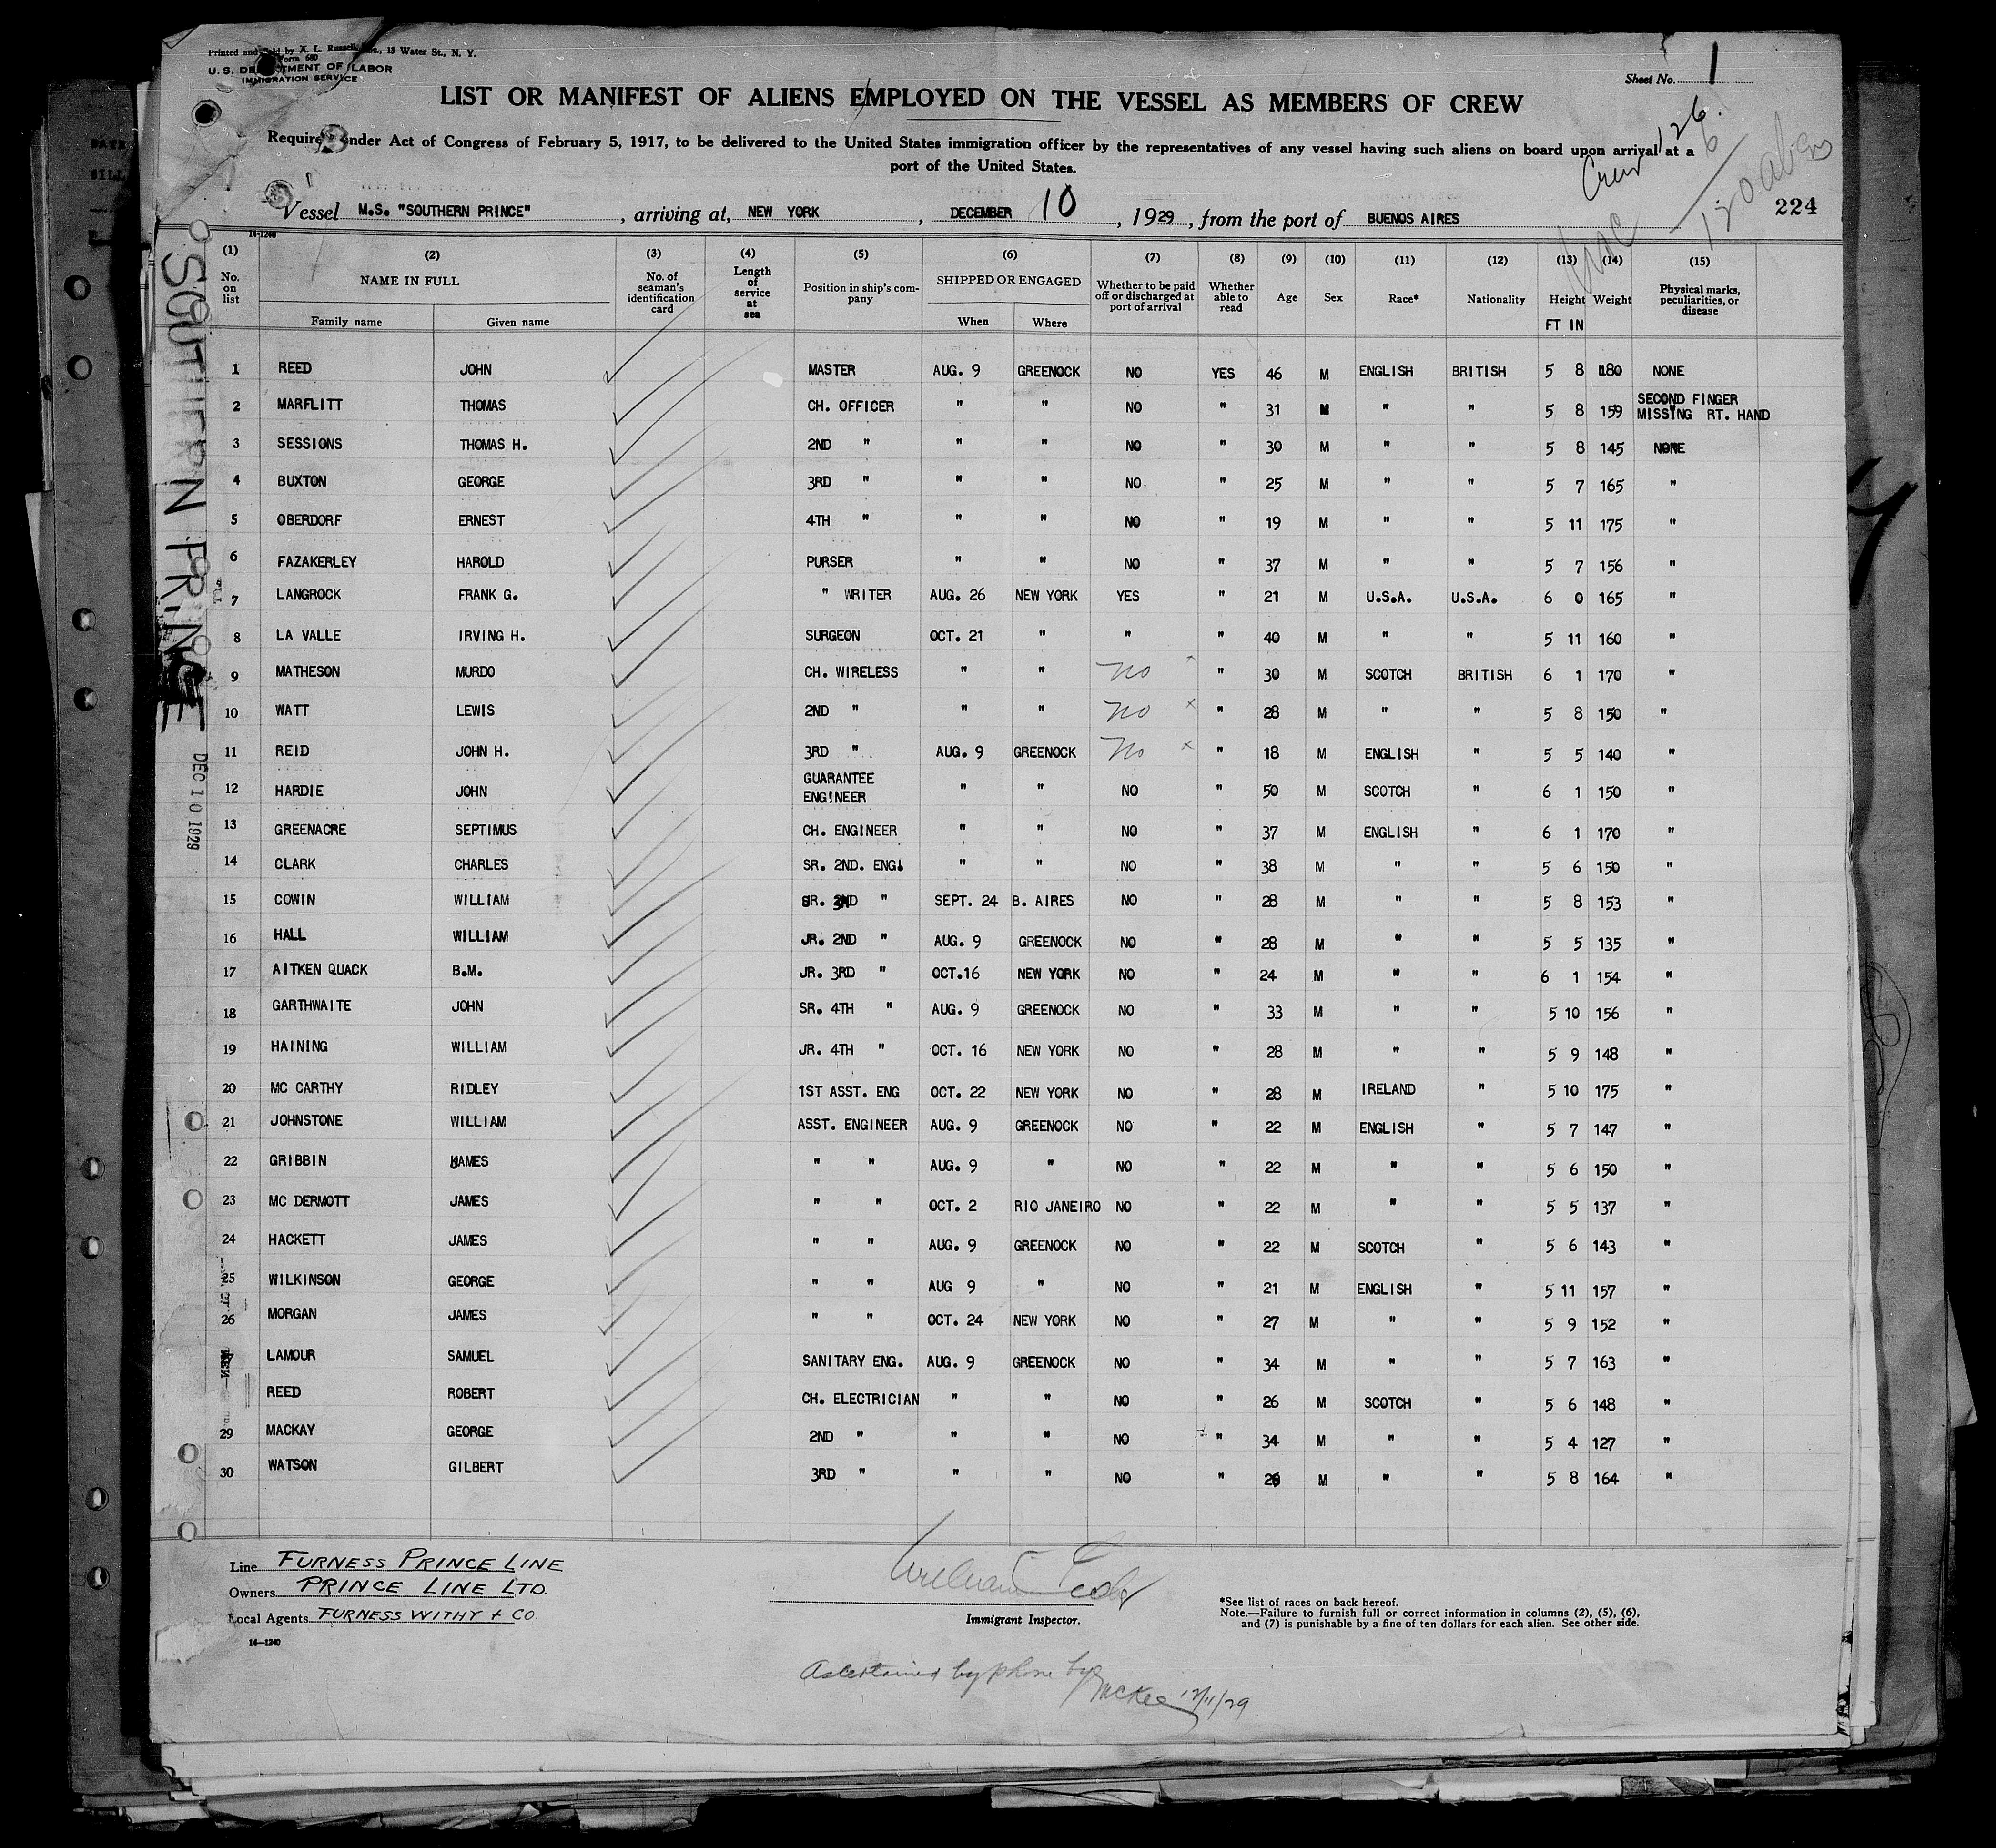 Printed and Sold by X. L. Russell, Inc., 13 Water St., N. Y.
Form 680
U. S. DEPARTMENT OF LABOR
IMMIGRATION SERVICE
Sheet No. 1
LIST OR MANIFEST OF ALIENS EMPLOYED ON THE VESSEL AS MEMBERS OF CREW
Required under Act of Congress of February 5, 1917, to be delivered to the United States immigration officer by the representatives of any vessel having such aliens on board upon arrival at a
port of the United States.
Crew 126.
224
Vessel M.S. "SOUTHERN PRINCE", arriving at, NEW YORK, DECEMBER 10, 1929, from the port of BUENOS AIRES
14-1240
(1) (2) (3) (4) (5) (6) (7) (8) (9) (10) (11) (12) (13) (14) (15)
No. on list NAME IN FULL Family name Given name No. of seaman's identification card Length of service at sea Position in ship's company SHIPPED OR ENGAGED When Where Whether to be paid off or discharged at port of arrival Whether able to read Age Sex Race* Nationality Height Weight Physical marks, peculiarities, or disease
FT IN
1 REED JOHN MASTER AUG. 9 GREENOCK NO YES 46 M ENGLISH BRITISH 5 8 180 NONE
2 MARFLITT THOMAS CH. OFFICER " " NO " 31 M " " 5 8 159 SECOND FINGER MISSING RT. HAND
3 SESSIONS THOMAS H. 2ND " " " NO " 30 M " " 5 8 145 NONE
4 BUXTON GEORGE 3RD " " " NO. " 25 M " " 5 7 165 "
5 OBERDORF ERNEST 4TH " " " NO " 19 M " " 5 11 175 "
6 FAZAKERLEY HAROLD PURSER " " NO " 37 M " " 5 7 156 "
7 LANGROCK FRANK G. " WRITER AUG. 26 NEW YORK YES " 21 M U.S.A. U.S.A. 6 0 165 "
8 LA VALLE IRVING H. SURGEON OCT. 21 " " " 40 M " " 5 11 160 "
9 MATHESON MURDO CH. WIRELESS " " No " 30 M SCOTCH BRITISH 6 1 170 "
10 WATT LEWIS 2ND " " " No x " 28 M " " 5 8 150 "
11 REID JOHN H. 3RD " AUG. 9 GREENOCK No x " 18 M ENGLISH " 5 5 140 "
12 HARDIE JOHN GUARANTEE ENGINEER " " NO " 50 M SCOTCH " 6 1 150 "
13 GREENACRE SEPTIMUS CH. ENGINEER " " NO " 37 M ENGLISH " 6 1 170 "
14 CLARK CHARLES SR. 2ND. ENG. " " NO " 38 M " " 5 6 150 "
15 COWIN WILLIAM " SEPT. 24 B. AIRES NO " 28 M " " 5 8 153 "
16 HALL WILLIAM JR. 2ND " AUG. 9 GREENOCK NO " 28 M " " 5 5 135 "
17 AITKEN QUACK B.M. JR. 3RD " OCT.16 NEW YORK NO " 24 M " " 6 1 154 "
18 GARTHWAITE JOHN SR. 4TH " AUG. 9 GREENOCK NO " 33 M " " 5 10 156 "
19 HAINING WILLIAM JR. 4TH " OCT. 16 NEW YORK NO " 28 M " " 5 9 148 "
20 MC CARTHY RIDLEY 1ST ASST. ENG OCT. 22 NEW YORK NO " 28 M IRELAND " 5 10 175 "
21 JOHNSTONE WILLIAM ASST. ENGINEER AUG. 9 GREENOCK NO " 22 M ENGLISH " 5 7 147 "
22 GRIBBIN JAMES " " AUG. 9 " NO " 22 M " " 5 6 150 "
23 MC DERMOTT JAMES " " OCT. 2 RIO JANEIRO NO " 22 M " " 5 5 137 "
24 HACKETT JAMES " " AUG. 9 GREENOCK NO " 22 M SCOTCH " 5 6 143 "
25 WILKINSON GEORGE " " AUG 9 " NO " 21 M ENGLISH " 5 11 157 "
26 MORGAN JAMES " " OCT. 24 NEW YORK NO " 27 M " " 5 9 152 "
LAMOUR SAMUEL SANITARY ENG. AUG. 9 GREENOCK NO " 34 M " " 5 7 163 "
REED ROBERT CH. ELECTRICIAN " " NO " 26 M SCOTCH " 5 6 148 "
29 MACKAY GEORGE 2ND " " " NO " 34 M " " 5 4 127 "
30 WATSON GILBERT 3RD " " " NO " M " " 5 8 164 "
SOUTHERN PRINCE
DEC 10 1929
Line FURNESS PRINCE LINE
Owners PRINCE LINE LTD.
Local Agents FURNESS WITHY & CO.
14-1240
William
Immigrant Inspector.
*See list of races on back hereof.
Note.—Failure to furnish full or correct information in columns (2), (5), (6),
and (7) is punishable by a fine of ten dollars for each alien. See other side.
Ascertained by phone by McKee 12/11/29